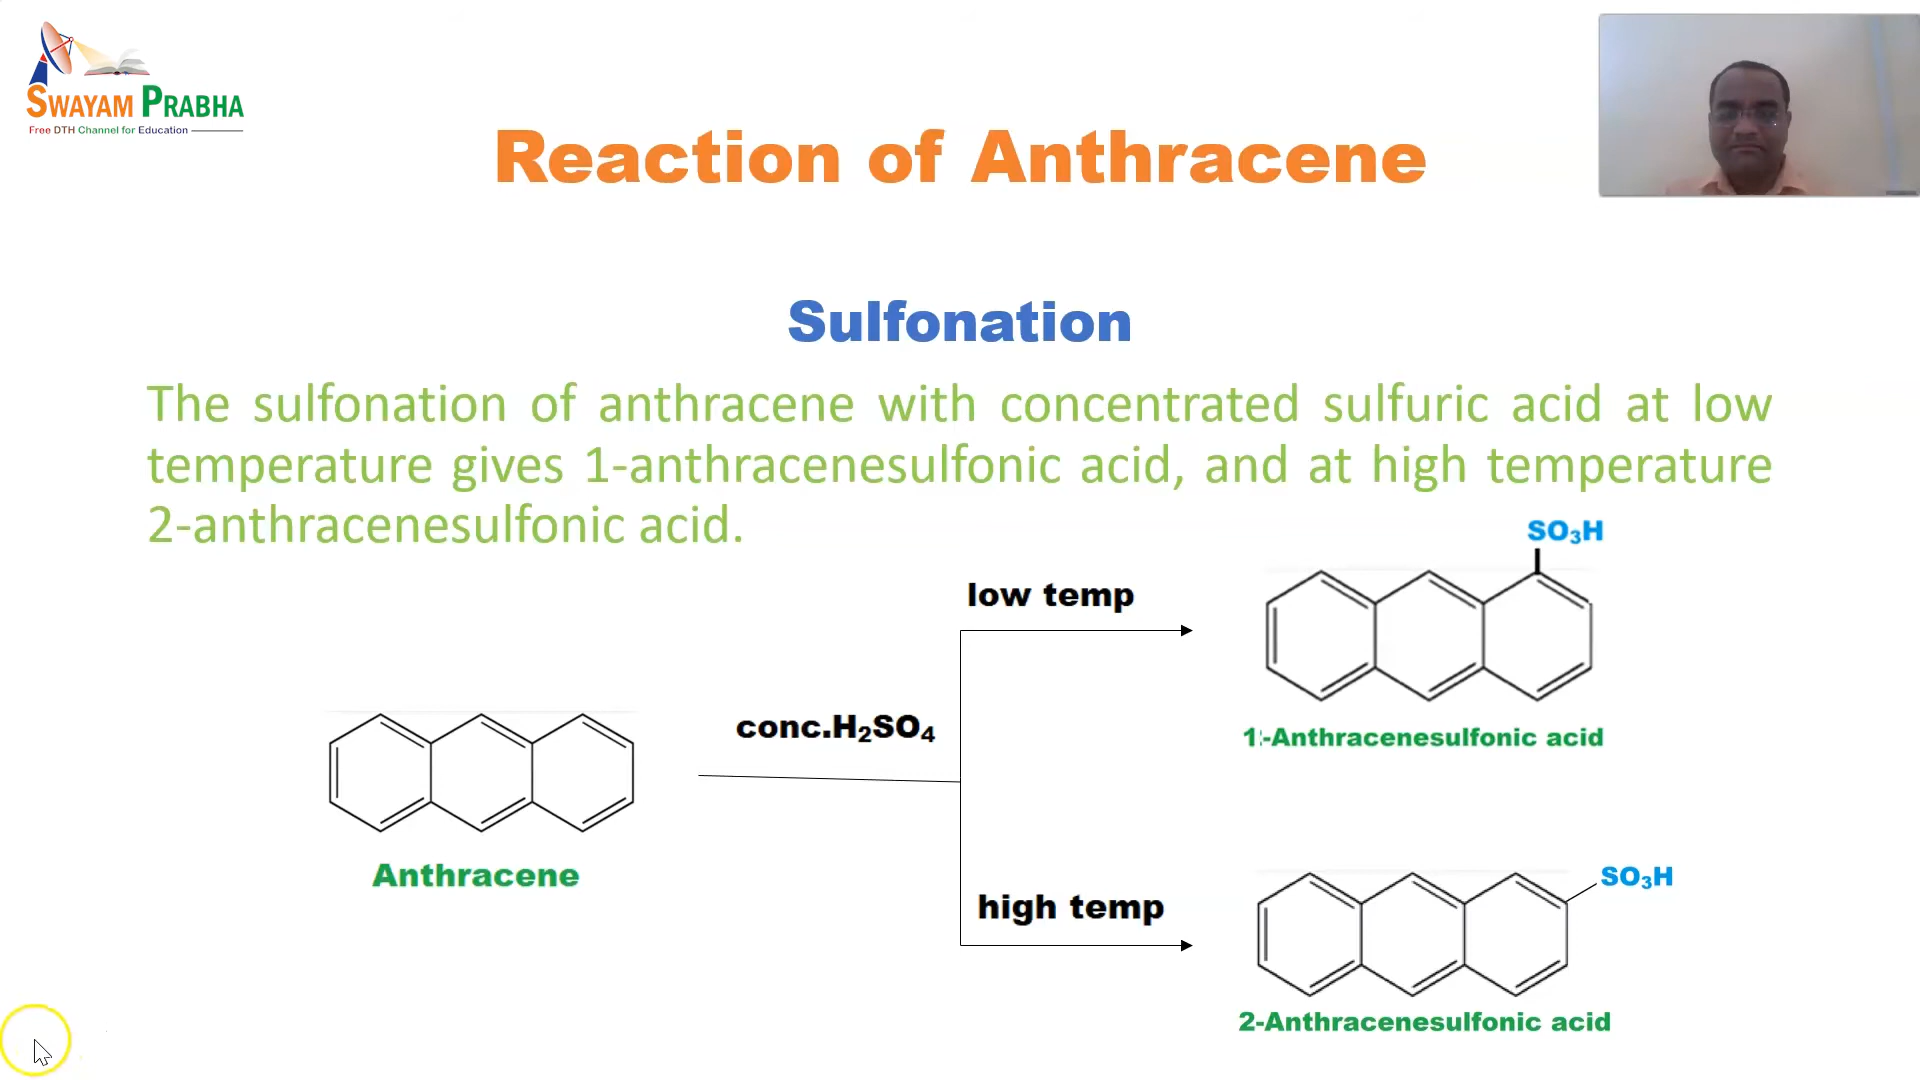 SWAYAM PRABHA
Free DTH Channel for Education
Reaction of Anthracene
Sulfonation
The sulfonation of anthracene with concentrated sulfuric acid at low
temperature gives 1-anthracenesulfonic acid, and at high temperature
2-anthracenesulfonic acid.
SO₃H
low temp
conc.H₂SO₄
1-Anthracenesulfonic acid
Anthracene
SO₃H
high temp
2-Anthracenesulfonic acid